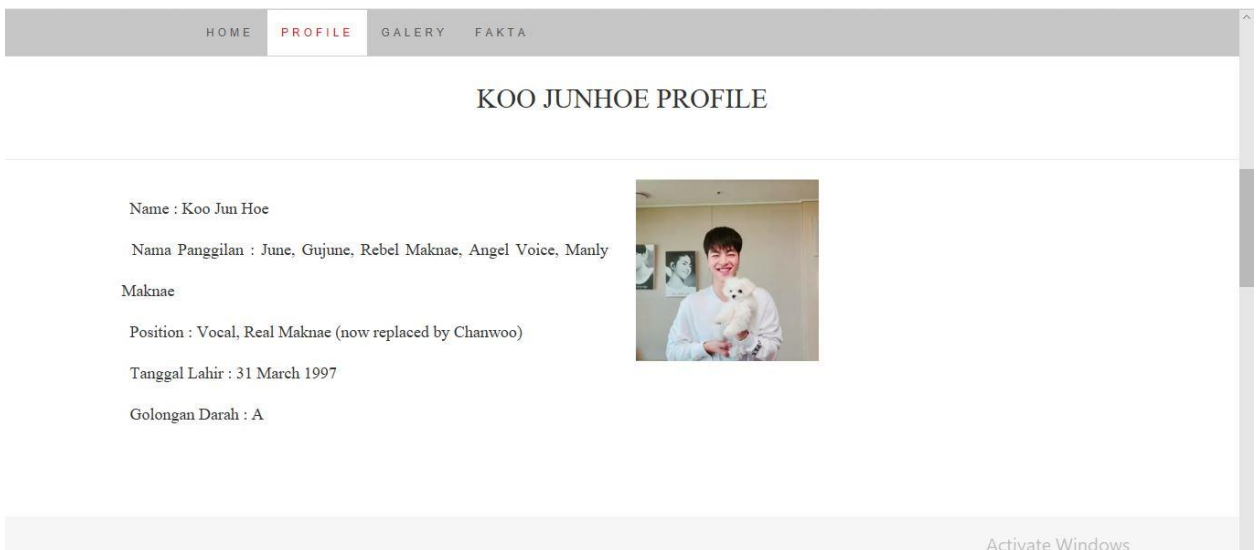 HOME PROFILE GALERY FAKTA
KOO JUNHOE PROFILE
Name : Koo Jun Hoe
Nama Panggilan : June, Gujune, Rebel Maknae, Angel Voice, Manly
Maknae
Position : Vocal, Real Maknae (now replaced by Chanwoo)
Tanggal Lahir : 31 March 1997
Golongan Darah : A
Activate Windows